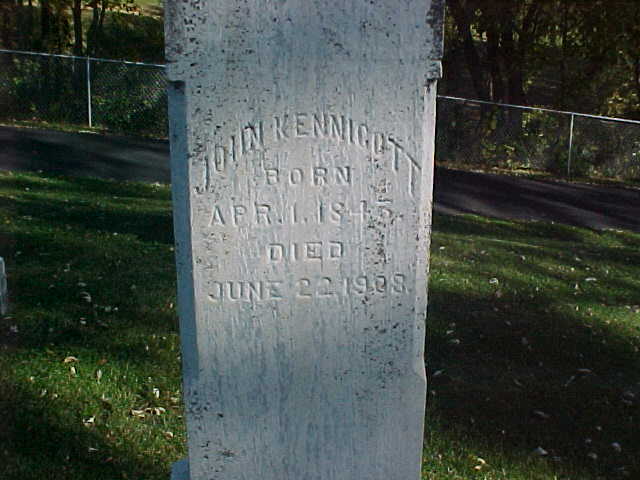 JOHN KENNICOTT
BORN
APR. 1. 1845
DIED
JUNE 22 1908